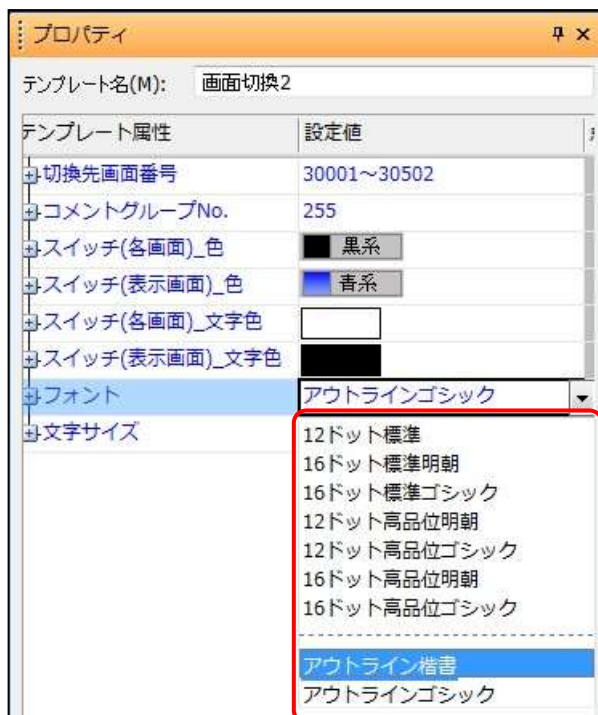 プロパティ
テンプレート名(M): 画面切換2
テンプレート属性 設定値
切換先画面番号 30001～30502
コメントグループNo. 255
スイッチ(各画面)_色 黒系
スイッチ(表示画面)_色 青系
スイッチ(各画面)_文字色
スイッチ(表示画面)_文字色
フォント アウトラインゴシック
文字サイズ
12ドット標準
16ドット標準明朝
16ドット標準ゴシック
12ドット高品位明朝
12ドット高品位ゴシック
16ドット高品位明朝
16ドット高品位ゴシック
アウトライン楷書
アウトラインゴシック